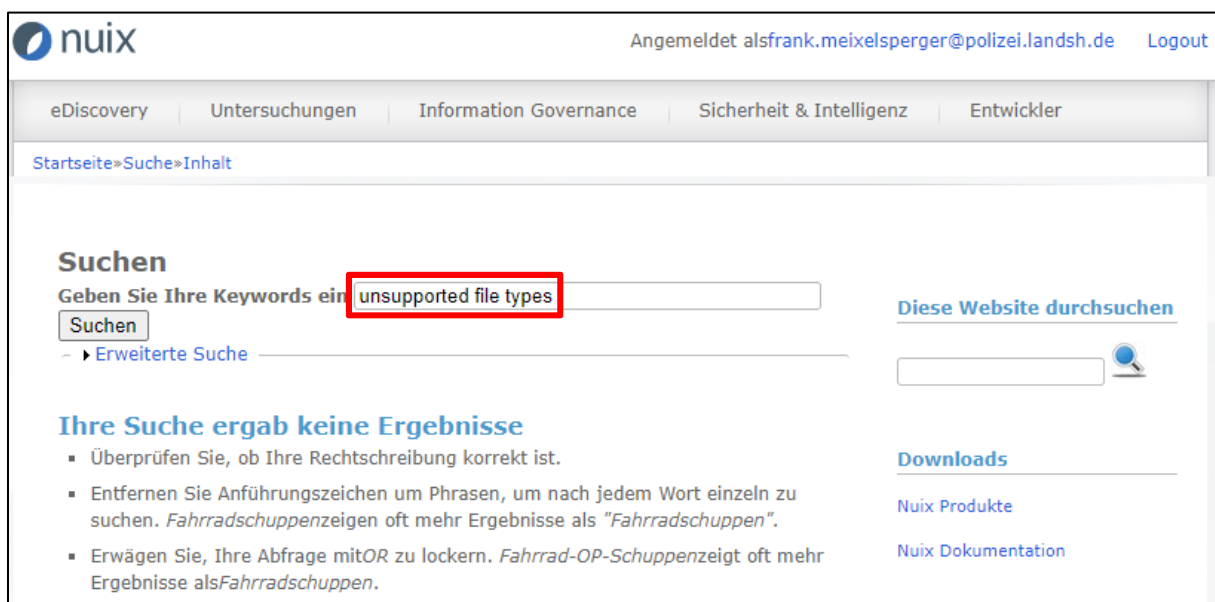 nuix
Angemeldet alsfrank.meixelsperger@polizei.landsh.de Logout
eDiscovery Untersuchungen Information Governance Sicherheit & Intelligenz Entwickler
Startseite»Suche»Inhalt
Suchen
Geben Sie Ihre Keywords ein unsupported file types
Suchen
Erweiterte Suche
Diese Website durchsuchen
Ihre Suche ergab keine Ergebnisse
Überprüfen Sie, ob Ihre Rechtschreibung korrekt ist.
Entfernen Sie Anführungszeichen um Phrasen, um nach jedem Wort einzeln zu
suchen. Fahrradschuppenzeigen oft mehr Ergebnisse als "Fahrradschuppen".
Erwägen Sie, Ihre Abfrage mitOR zu lockern. Fahrrad-OP-Schuppenzeigt oft mehr
Ergebnisse alsFahrradschuppen.
Downloads
Nuix Produkte
Nuix Dokumentation